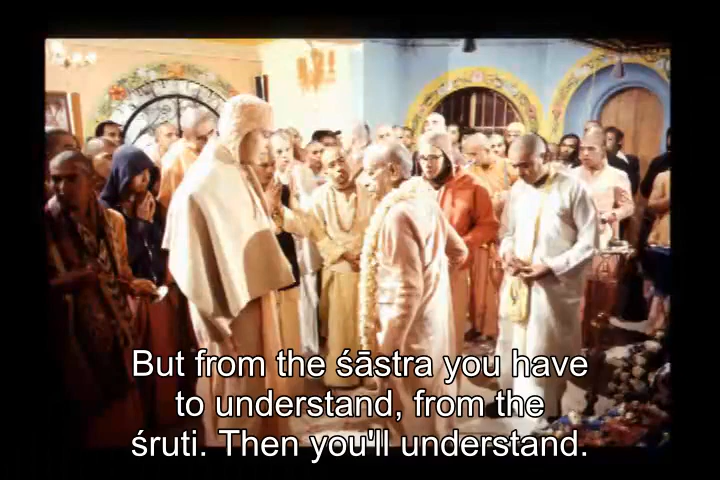 But from the śāstra you have
to understand, from the
śruti. Then you'll understand.